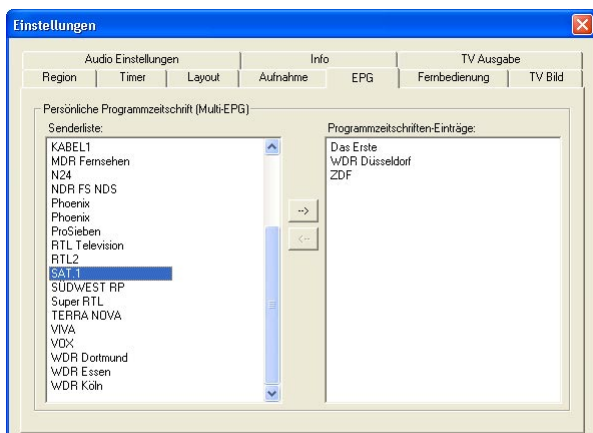 Einstellungen
Audio Einstellungen Info TV Ausgabe
Region Timer Layout Aufnahme EPG Fernbedienung TV Bild
Persönliche Programmzeitschrift (Multi-EPG)
Senderliste:
KABEL1
MDR Fernsehen
N24
NDR FS NDS
Phoenix
Phoenix
ProSieben
RTL Television
RTL2
SAT.1
SÜDWEST RP
Super RTL
TERRA NOVA
VIVA
VOX
WDR Dortmund
WDR Essen
WDR Köln
-->
<--
Programmzeitschriften-Einträge:
Das Erste
WDR Düsseldorf
ZDF